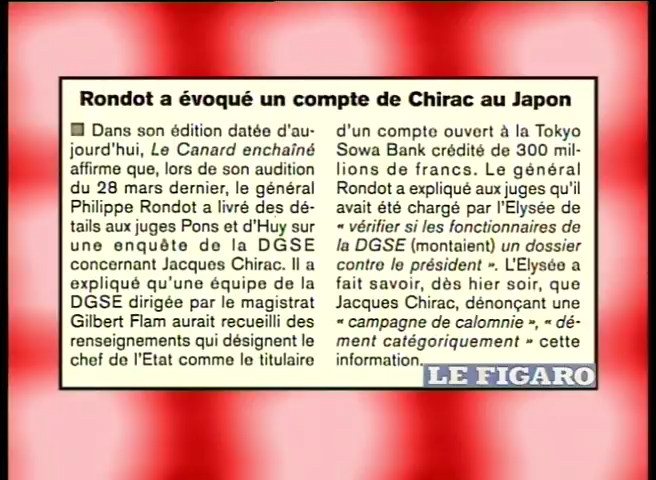 Rondot a évoqué un compte de Chirac au Japon
Dans son édition datée d'au-
jourd'hui, Le Canard enchaîné
affirme que, lors de son audition
du 28 mars dernier, le général
Philippe Rondot a livré des dé-
tails aux juges Pons et d'Huy sur
une enquête de la DGSE
concernant Jacques Chirac. Il a
expliqué qu'une équipe de la
DGSE dirigée par le magistrat
Gilbert Flam aurait recueilli des
renseignements qui désignent le
chef de l'Etat comme le titulaire
d'un compte ouvert à la Tokyo
Sowa Bank crédité de 300 mil-
lions de francs. Le général
Rondot a expliqué aux juges qu'il
avait été chargé par l'Elysée de
« vérifier si les fonctionnaires de
la DGSE (montaient) un dossier
contre le président ». L'Elysée a
fait savoir, dès hier soir, que
Jacques Chirac, dénonçant une
« campagne de calomnie », « dé-
ment catégoriquement » cette
information.
LE FIGARO